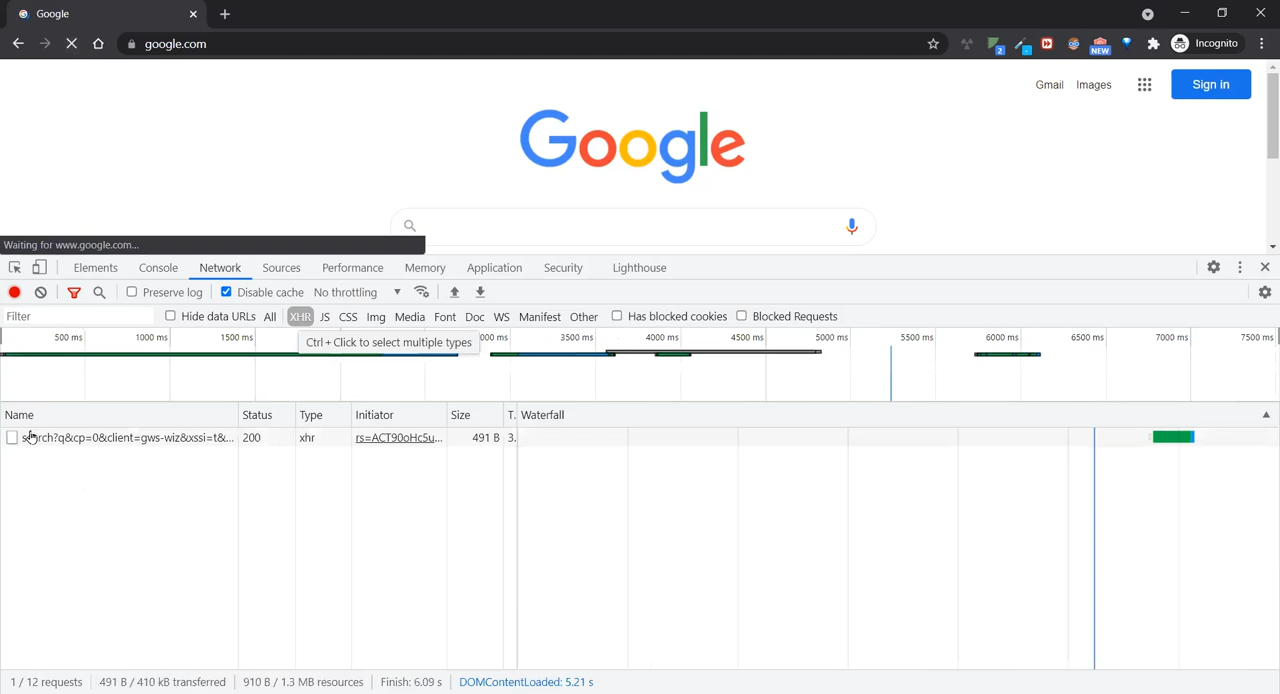 Google
google.com
2
NEW
Incognito
Gmail Images Sign in
Google
Waiting for www.google.com...
Elements Console Network Sources Performance Memory Application Security Lighthouse
Preserve log Disable cache No throttling
Filter Hide data URLs All XHR JS CSS Img Media Font Doc WS Manifest Other Has blocked cookies Blocked Requests
500 ms 1000 ms 1500 ms 000 ms 3500 ms 4000 ms 4500 ms 5000 ms 5500 ms 6000 ms 6500 ms 7000 ms 7500 ms
Ctrl + Click to select multiple types
Name Status Type Initiator Size T. Waterfall
search?q&cp=0&client=gws-wiz&xssi=t&... 200 xhr rs=ACT90oHc5u... 491 B 3.
1 / 12 requests 491 B / 410 kB transferred 910 B / 1.3 MB resources Finish: 6.09 s DOMContentLoaded: 5.21 s